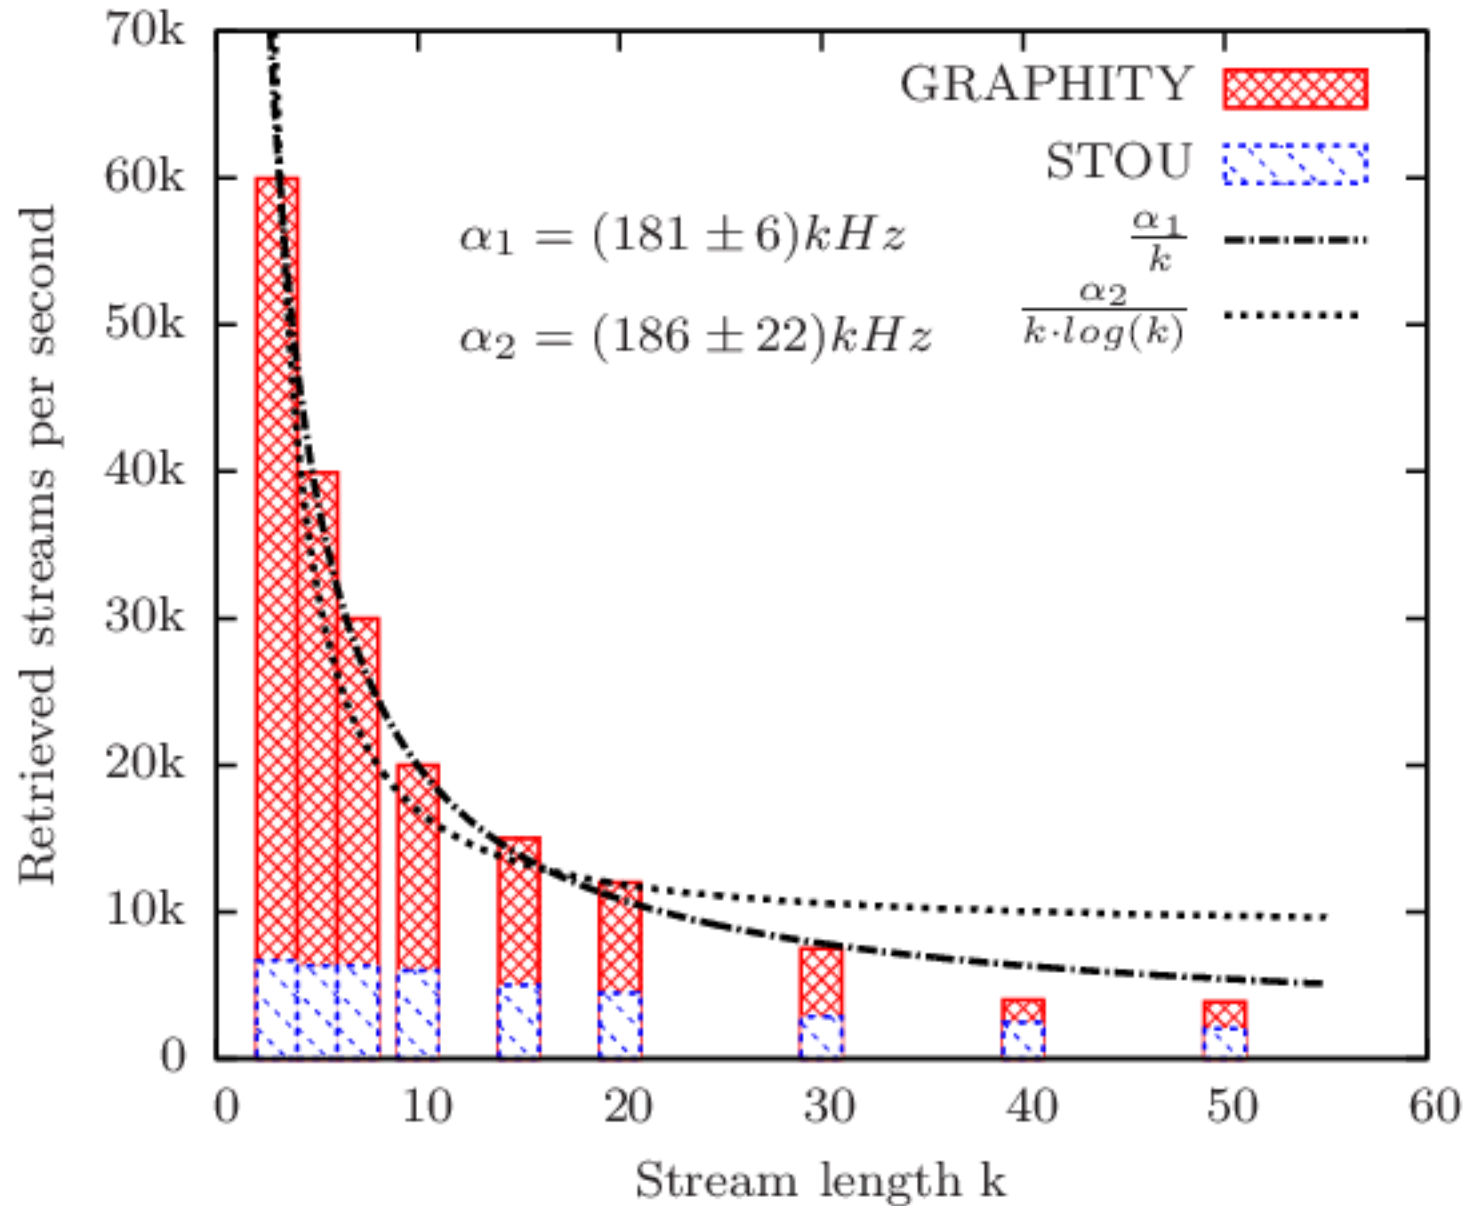 70k
60k
50k
40k
30k
20k
10k
0
Retrieved streams per second
GRAPHITY
STOU
α₁ = (181 ± 6)kHz
α₁/k
α₂ = (186 ± 22)kHz
α₂/k·log(k)
0 10 20 30 40 50 60
Stream length k